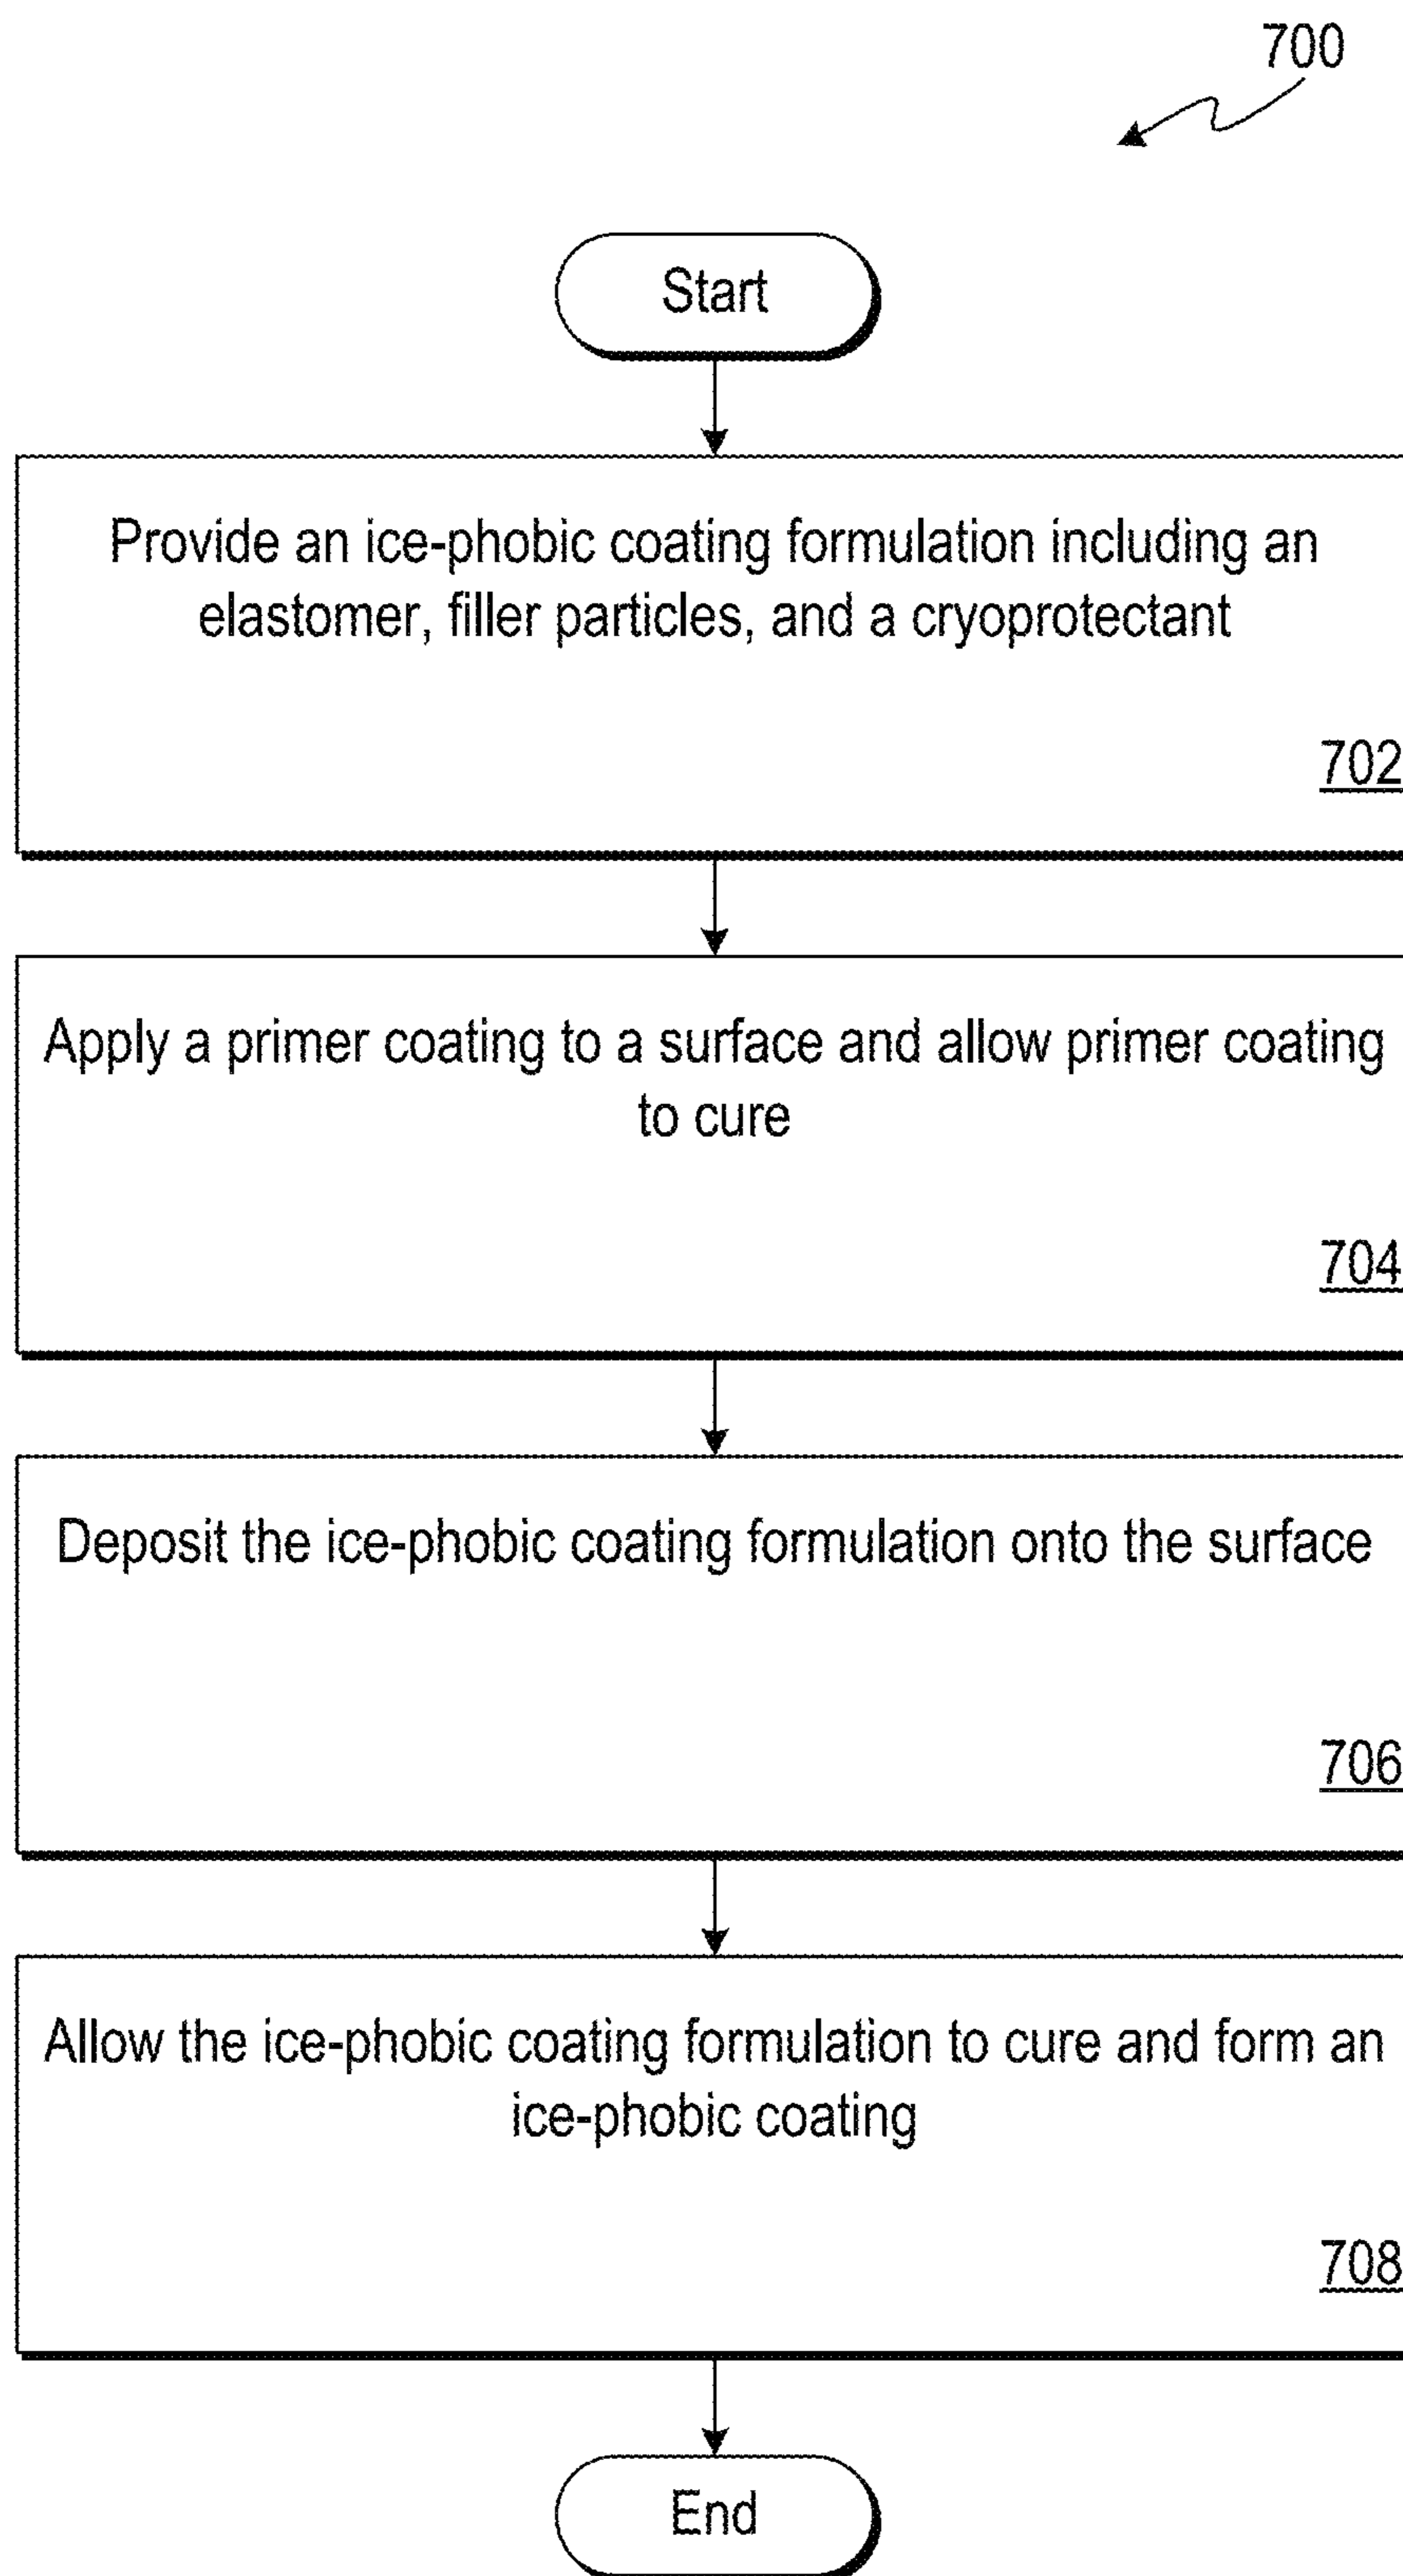 700
Start
Provide an ice-phobic coating formulation including an
elastomer, filler particles, and a cryoprotectant
702
Apply a primer coating to a surface and allow primer coating
to cure
704
Deposit the ice-phobic coating formulation onto the surface
706
Allow the ice-phobic coating formulation to cure and form an
ice-phobic coating
708
End